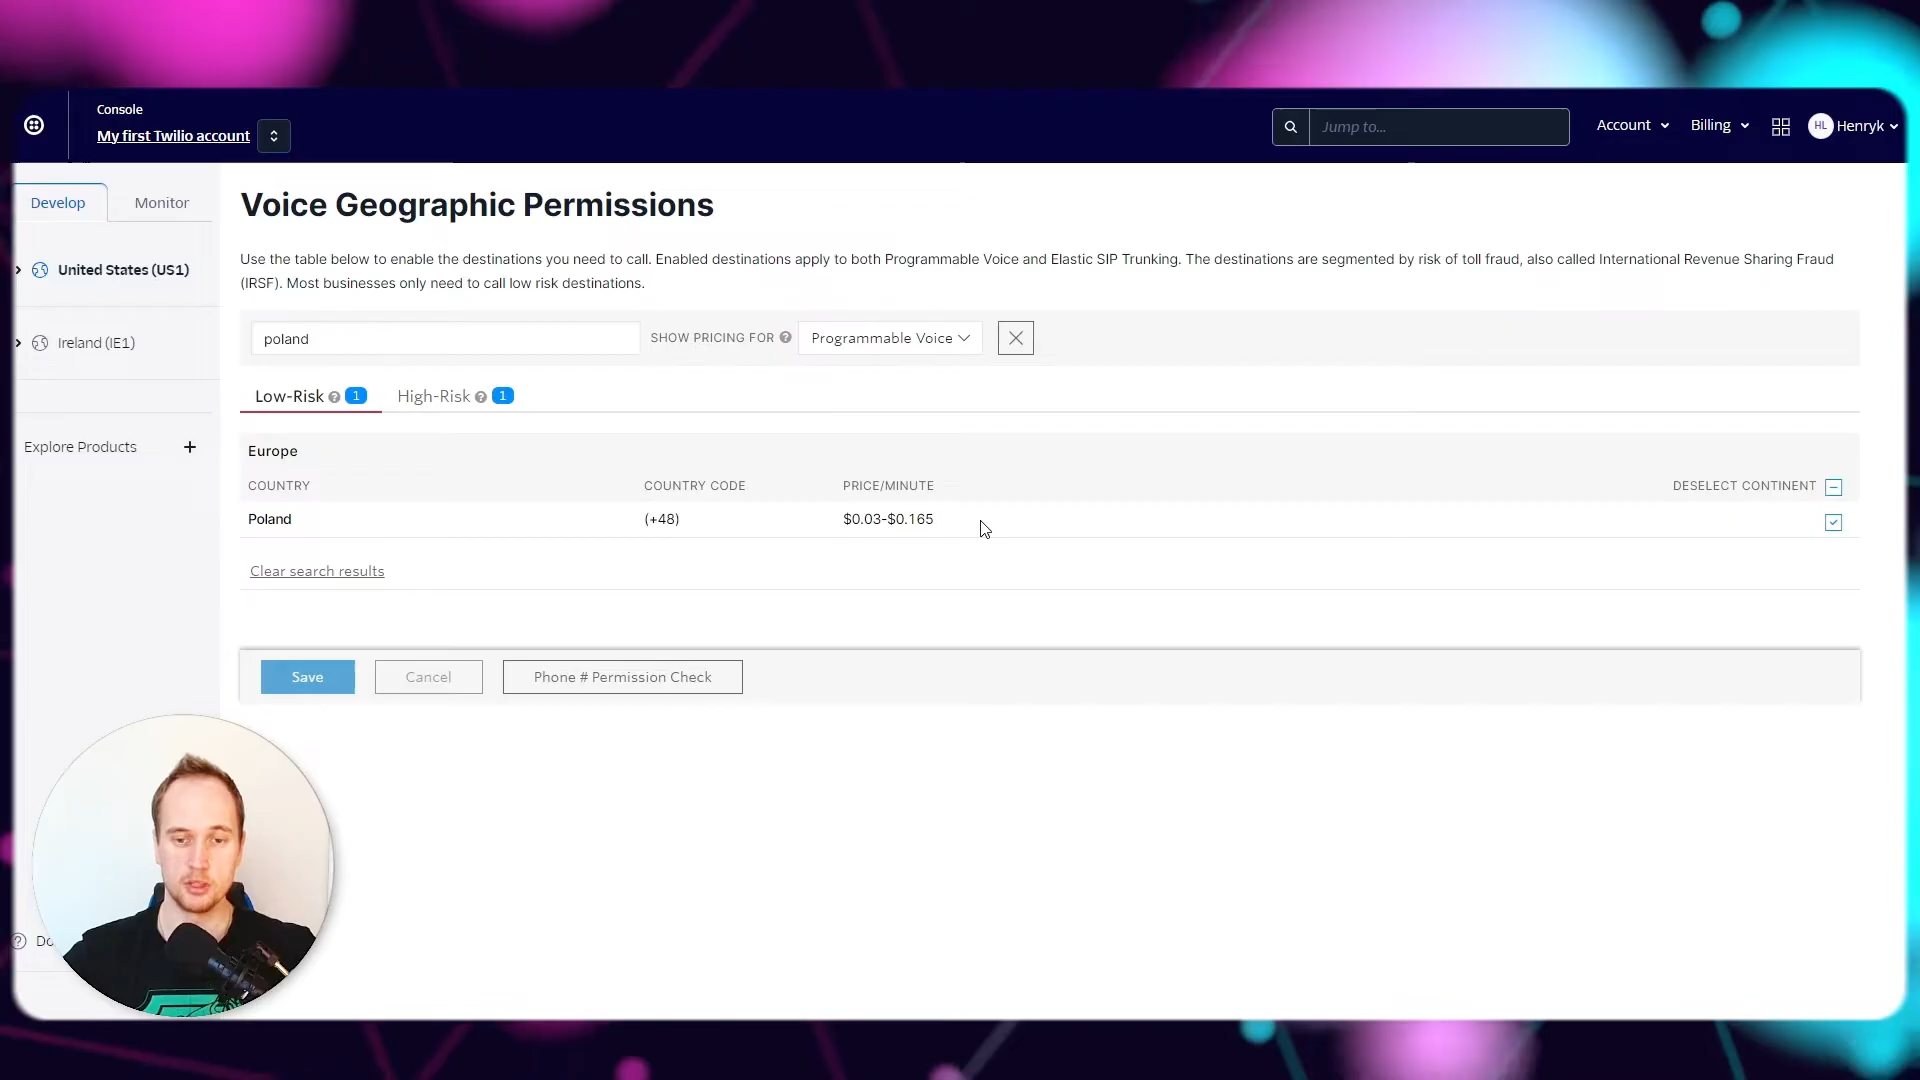 Console
My first Twilio account
Jump to...
Account
Billing
HL
Henryk
Develop
Monitor
United States (US1)
Ireland (IE1)
Explore Products +
Voice Geographic Permissions
Use the table below to enable the destinations you need to call. Enabled destinations apply to both Programmable Voice and Elastic SIP Trunking. The destinations are segmented by risk of toll fraud, also called International Revenue Sharing Fraud
(IRSF). Most businesses only need to call low risk destinations.
poland
SHOW PRICING FOR ?
Programmable Voice
Low-Risk ? 1
High-Risk ? 1
Europe
COUNTRY
COUNTRY CODE
PRICE/MINUTE
DESELECT CONTINENT
Poland
(+48)
$0.03-$0.165
Clear search results
Save
Cancel
Phone # Permission Check
?